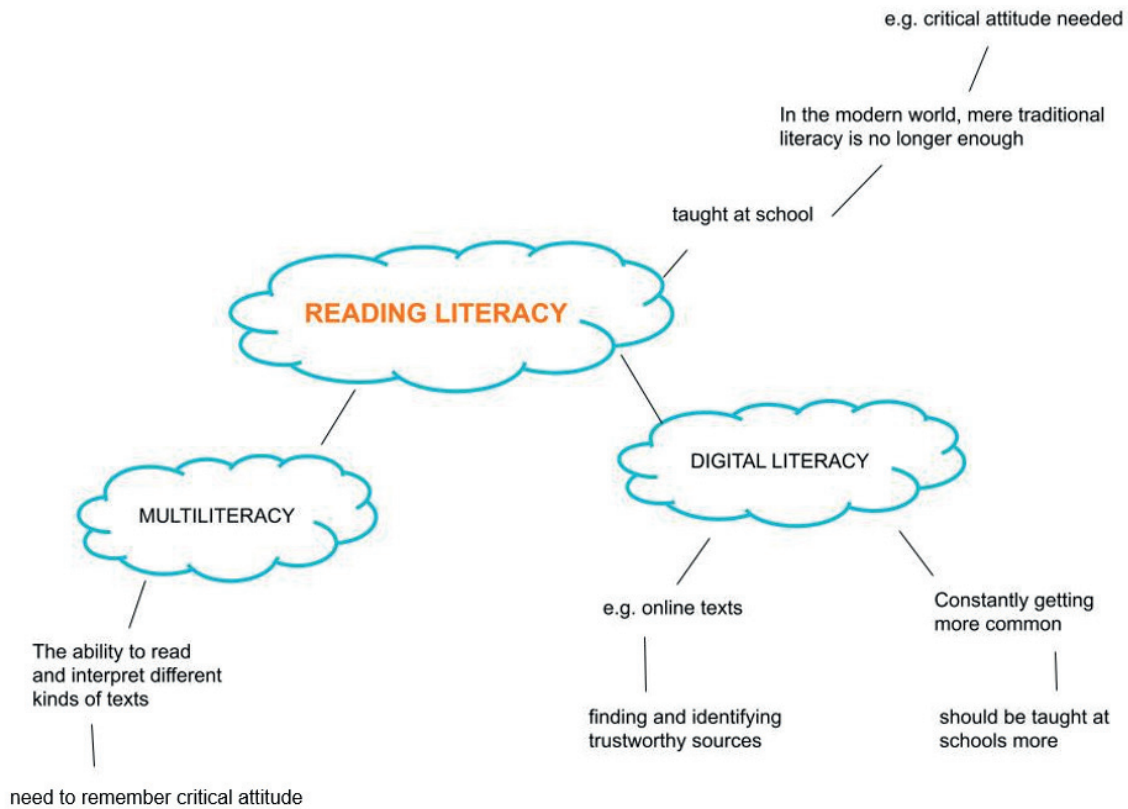 e.g. critical attitude needed
In the modern world, mere traditional
literacy is no longer enough
taught at school
READING LITERACY
DIGITAL LITERACY
MULTILITERACY
e.g. online texts
Constantly getting
more common
The ability to read
and interpret different
kinds of texts
finding and identifying
trustworthy sources
should be taught at
schools more
need to remember critical attitude